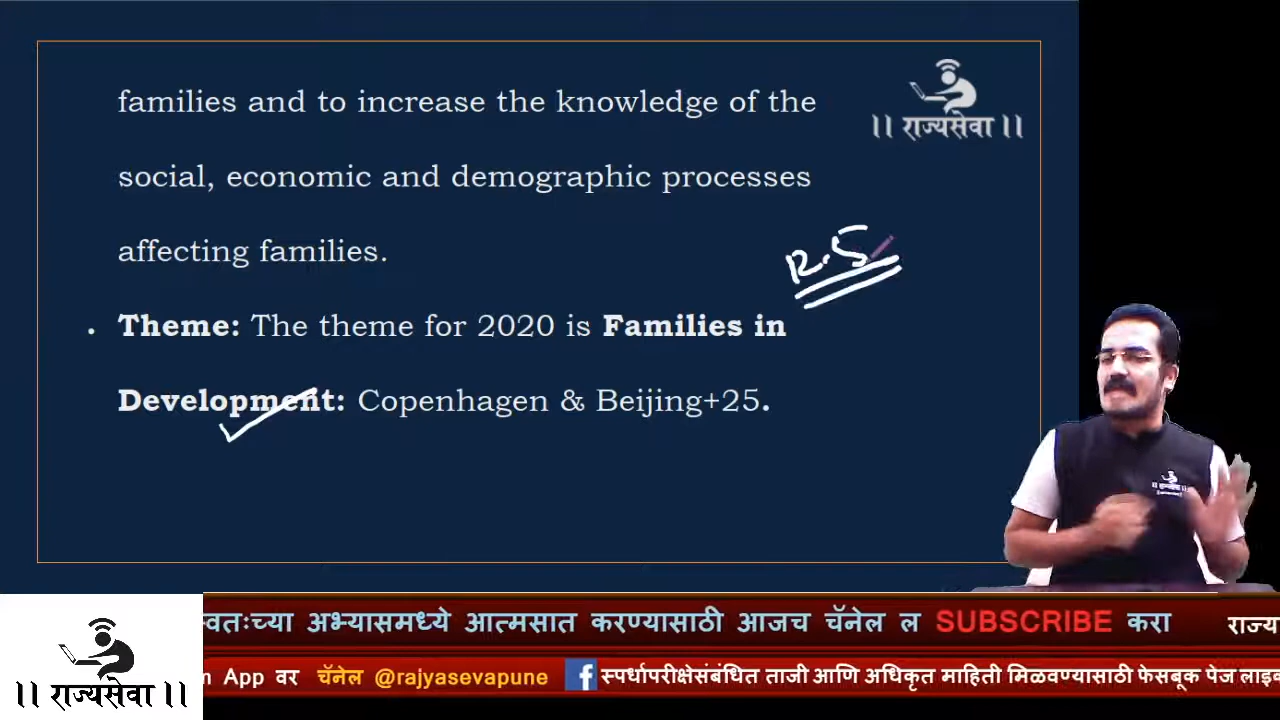 families and to increase the knowledge of the
|| राज्यसेवा ||
social, economic and demographic processes
affecting families.
R.S
• Theme: The theme for 2020 is Families in
Development: Copenhagen & Beijing+25.
|| राज्यसेवा ||
स्वतःच्या अभ्यासमध्ये आत्मसात करण्यासाठी आजच चॅनेल ल SUBSCRIBE करा राज्य
|| राज्यसेवा ||
App वर चॅनेल @rajyasevapune f स्पर्धापरीक्षेसंबंधित ताजी आणि अधिकृत माहिती मिळवण्यासाठी फेसबूक पेज लाइक